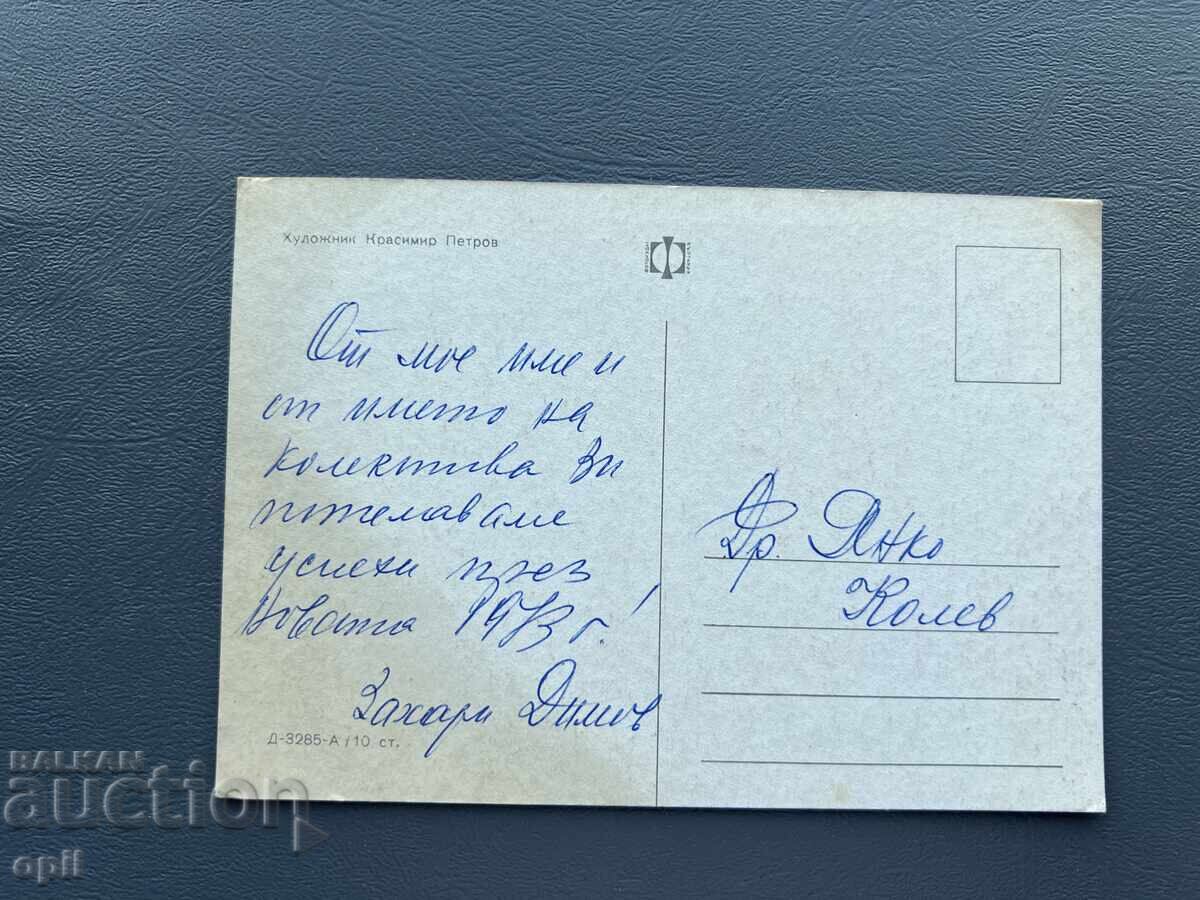 Художник Красимир Петров
От мое име и
от името на
колектива Ви
пожелаваме
успехи през
Новата 1973 г.!
Захари Димов
Д-3285-А / 10 ст.
Др. Янко
Колев
BALKAN
auction
opll